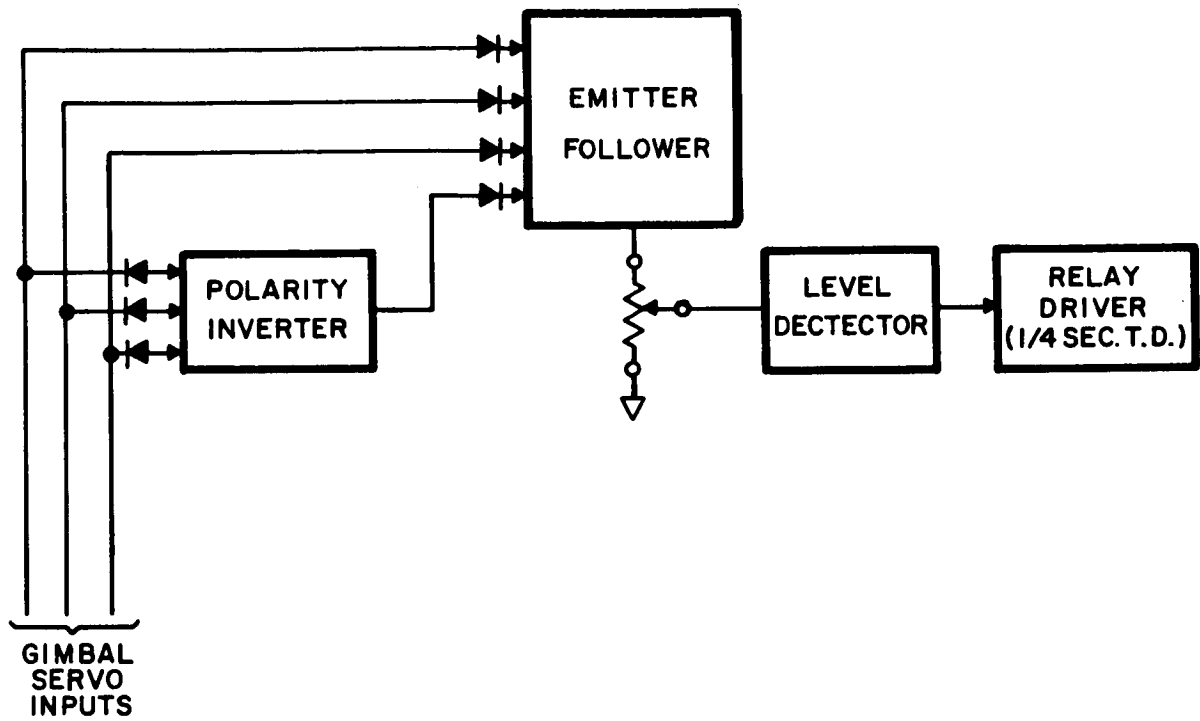 EMITTER
FOLLOWER
POLARITY
INVERTER
LEVEL
DECTECTOR
RELAY
DRIVER
(1/4 SEC. T.D.)
GIMBAL
SERVO
INPUTS